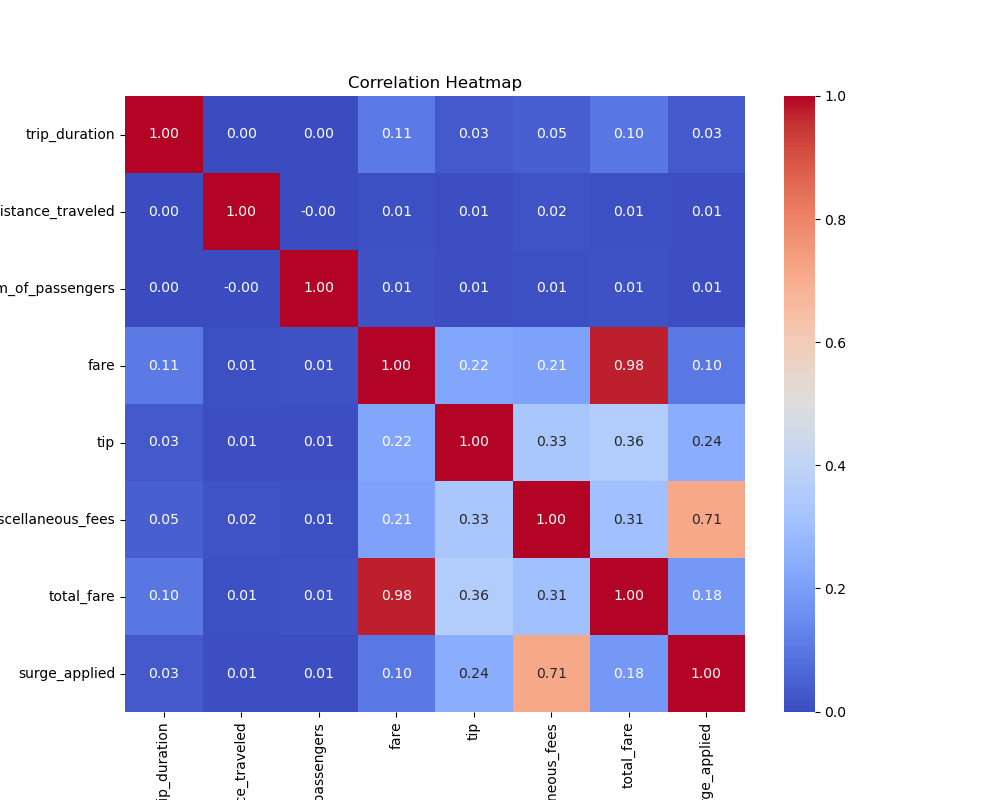 Correlation Heatmap
trip_duration 1.00 0.00 0.00 0.11 0.03 0.05 0.10 0.03
istance_traveled 0.00 1.00 -0.00 0.01 0.01 0.02 0.01 0.01
m_of_passengers 0.00 -0.00 1.00 0.01 0.01 0.01 0.01 0.01
fare 0.11 0.01 0.01 1.00 0.22 0.21 0.98 0.10
tip 0.03 0.01 0.01 0.22 1.00 0.33 0.36 0.24
scellaneous_fees 0.05 0.02 0.01 0.21 0.33 1.00 0.31 0.71
total_fare 0.10 0.01 0.01 0.98 0.36 0.31 1.00 0.18
surge_applied 0.03 0.01 0.01 0.10 0.24 0.71 0.18 1.00
ip_duration
ce_traveled
passengers
fare
tip
neous_fees
total_fare
ge_applied
1.0
0.8
0.6
0.4
0.2
0.0